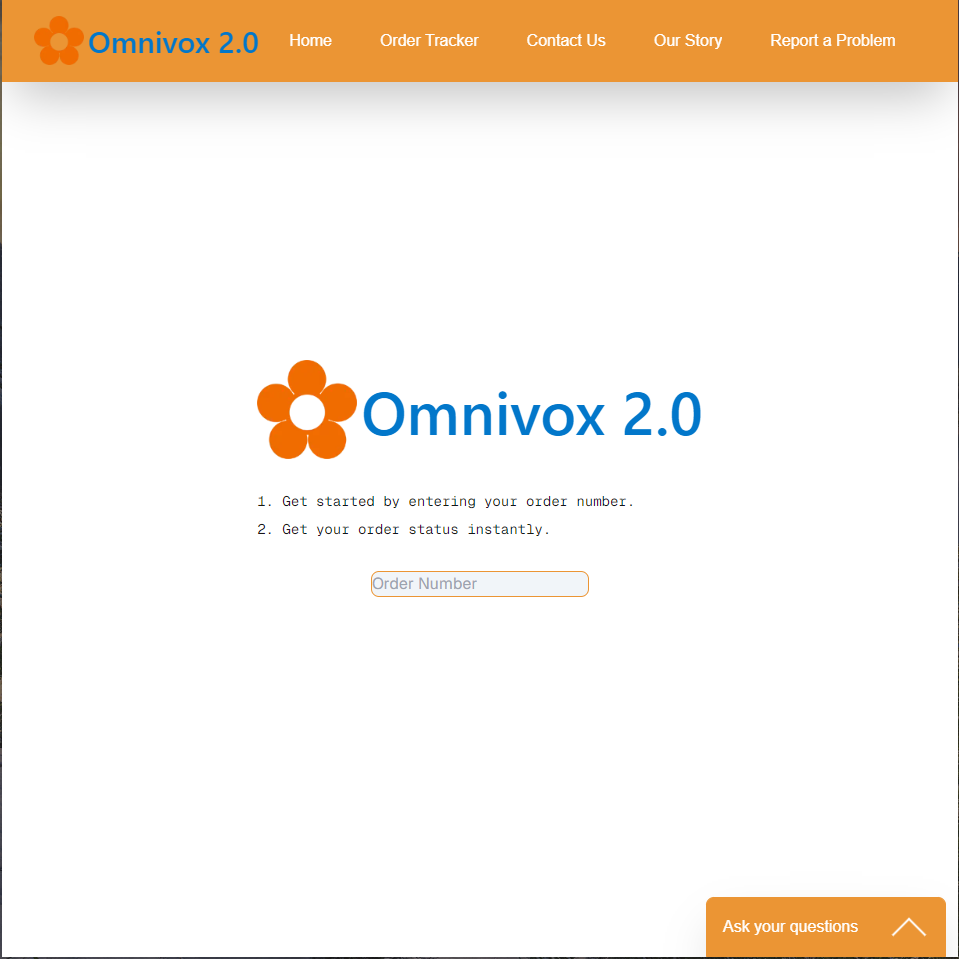 Omnivox 2.0 Home Order Tracker Contact Us Our Story Report a Problem
Omnivox 2.0
1. Get started by entering your order number.
2. Get your order status instantly.
Order Number
Ask your questions